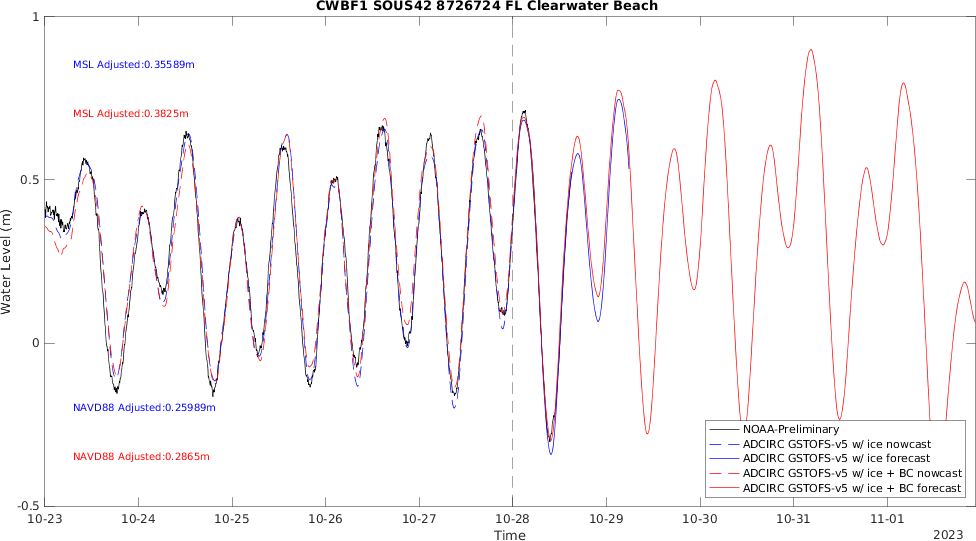 CWBF1 SOUS42 8726724 FL Clearwater Beach
1
MSL Adjusted:0.35589m
MSL Adjusted:0.3825m
0.5
Water Level (m)
0
NAVD88 Adjusted:0.25989m
NAVD88 Adjusted:0.2865m
NOAA-Preliminary
ADCIRC GSTOFS-v5 w/ ice nowcast
ADCIRC GSTOFS-v5 w/ ice forecast
ADCIRC GSTOFS-v5 w/ ice + BC nowcast
ADCIRC GSTOFS-v5 w/ ice + BC forecast
-0.5
10-23 10-24 10-25 10-26 10-27 10-28 10-29 10-30 10-31 11-01
Time
2023